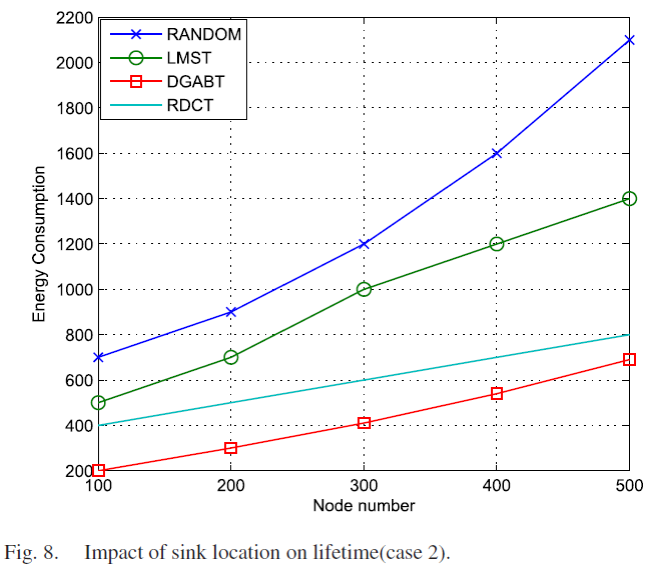 2200
2000
1800
1600
1400
1200
1000
800
600
400
200
Energy Consumption
RANDOM
LMST
DGABT
RDCT
100 200 300 400 500
Node number
Fig. 8. Impact of sink location on lifetime(case 2).